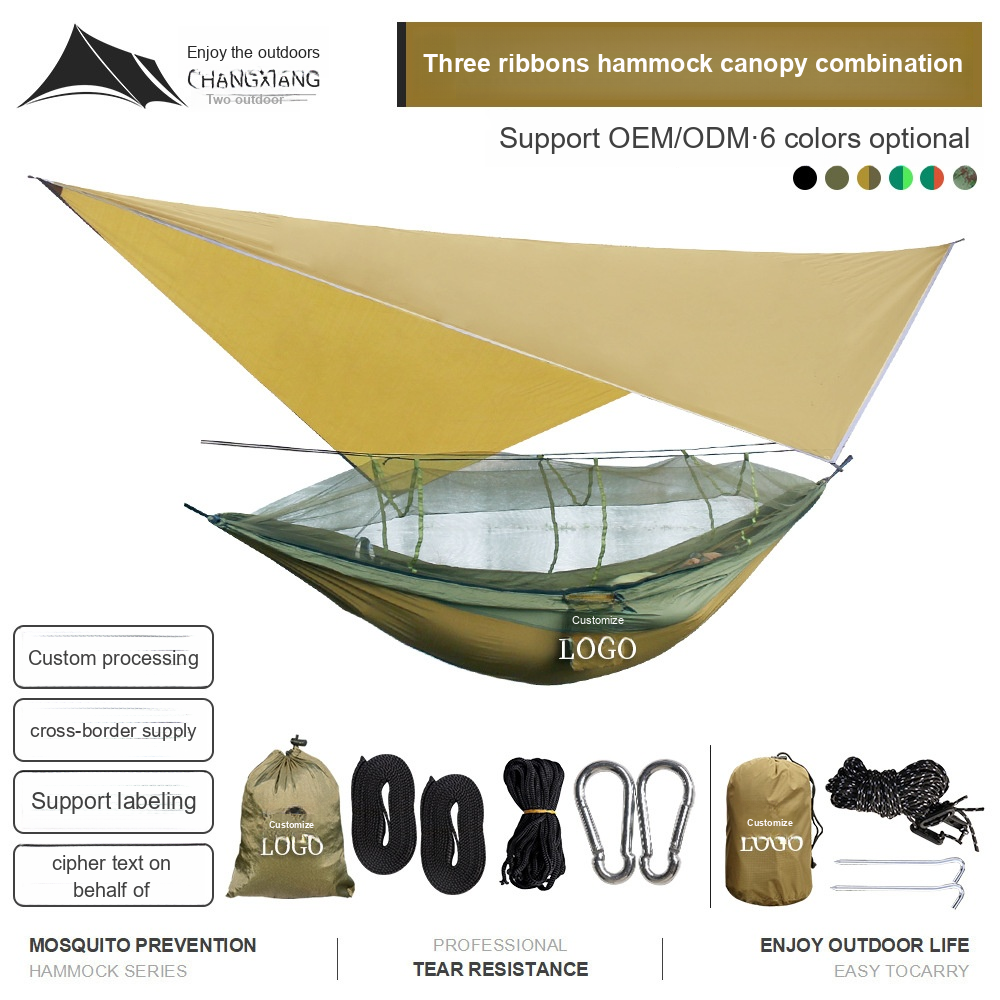 Enjoy the outdoors
CHANGXIANG
Two outdoor
Three ribbons hammock canopy combination
Support OEM/ODM·6 colors optional
Customize
LOGO
Custom processing
cross-border supply
Support labeling
cipher text on
behalf of
Customize
LOGO
Customize
LOGO
MOSQUITO PREVENTION
HAMMOCK SERIES
PROFESSIONAL
TEAR RESISTANCE
ENJOY OUTDOOR LIFE
EASY TOCARRY